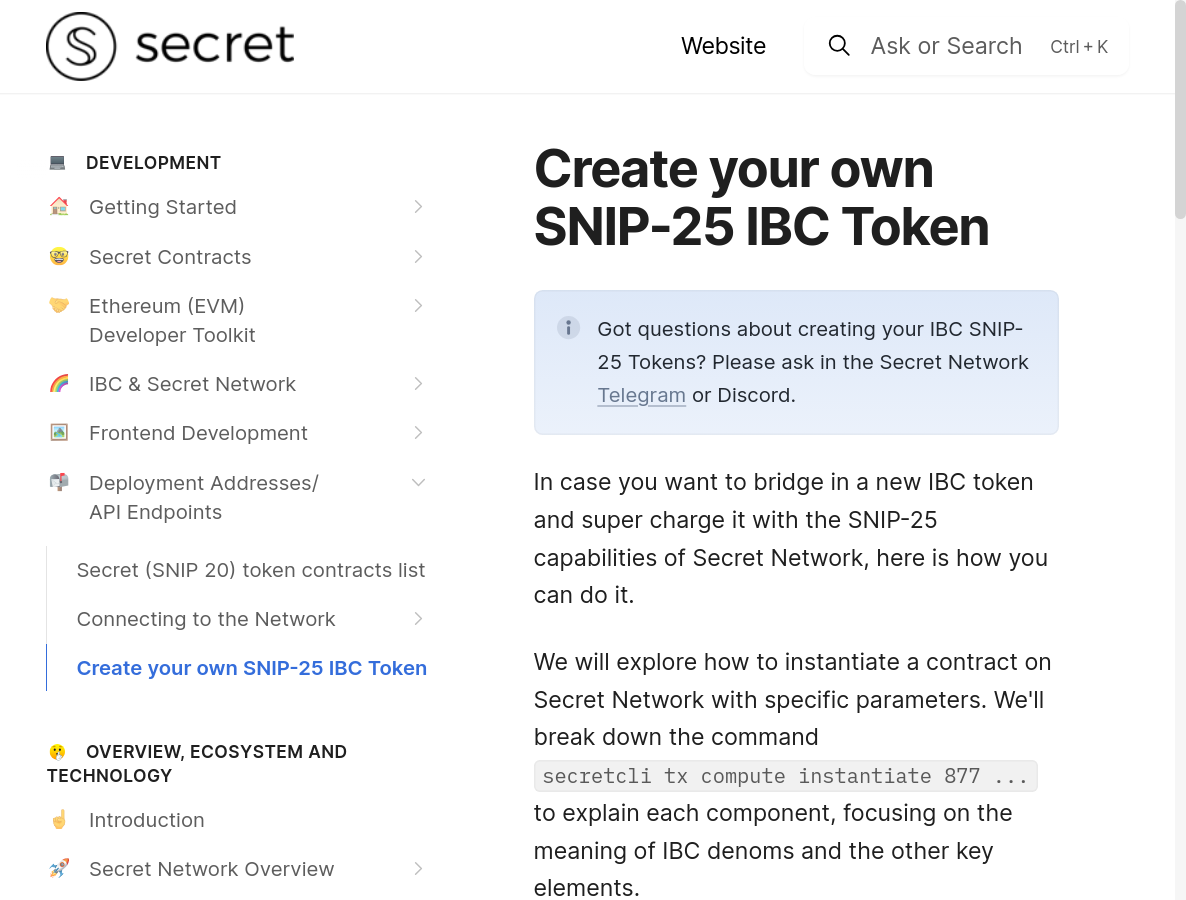 secret
Website
Ask or Search
Ctrl + K
DEVELOPMENT
Getting Started
Secret Contracts
Ethereum (EVM)
Developer Toolkit
IBC & Secret Network
Frontend Development
Deployment Addresses/
API Endpoints
Secret (SNIP 20) token contracts list
Connecting to the Network
Create your own SNIP-25 IBC Token
OVERVIEW, ECOSYSTEM AND
TECHNOLOGY
Introduction
Secret Network Overview
Create your own
SNIP-25 IBC Token
Got questions about creating your IBC SNIP-
25 Tokens? Please ask in the Secret Network
Telegram or Discord.
In case you want to bridge in a new IBC token
and super charge it with the SNIP-25
capabilities of Secret Network, here is how you
can do it.
We will explore how to instantiate a contract on
Secret Network with specific parameters. We'll
break down the command
secretcli tx compute instantiate 877 ...
to explain each component, focusing on the
meaning of IBC denoms and the other key
elements.